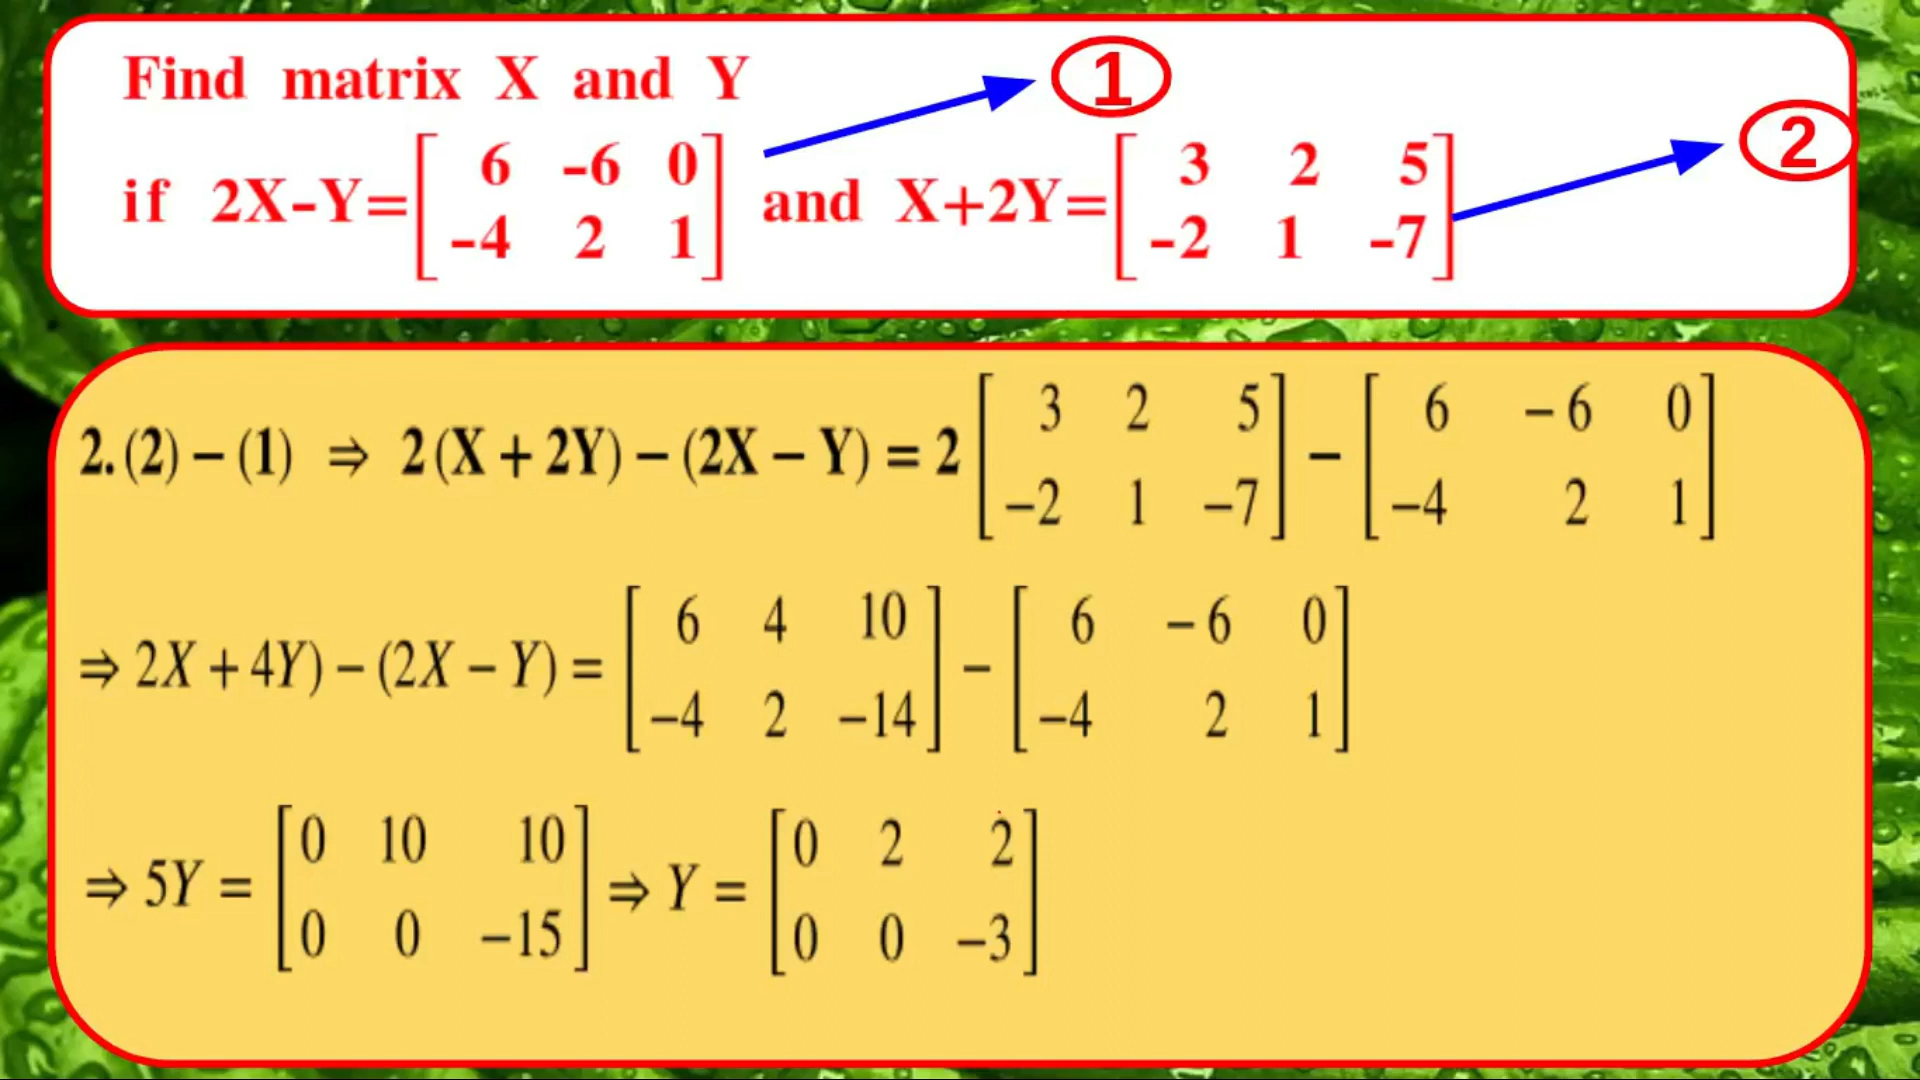 Find matrix X and Y
1
if 2X-Y=[6 -6 0; -4 2 1] and X+2Y=[3 2 5; -2 1 -7]
2
2.(2) – (1) ⇒ 2(X + 2Y) – (2X – Y) = 2[3 2 5; –2 1 –7] – [6 –6 0; –4 2 1]
⇒ 2X + 4Y) – (2X – Y) = [6 4 10; –4 2 –14] – [6 –6 0; –4 2 1]
⇒ 5Y = [0 10 10; 0 0 –15] ⇒ Y = [0 2 2; 0 0 –3]